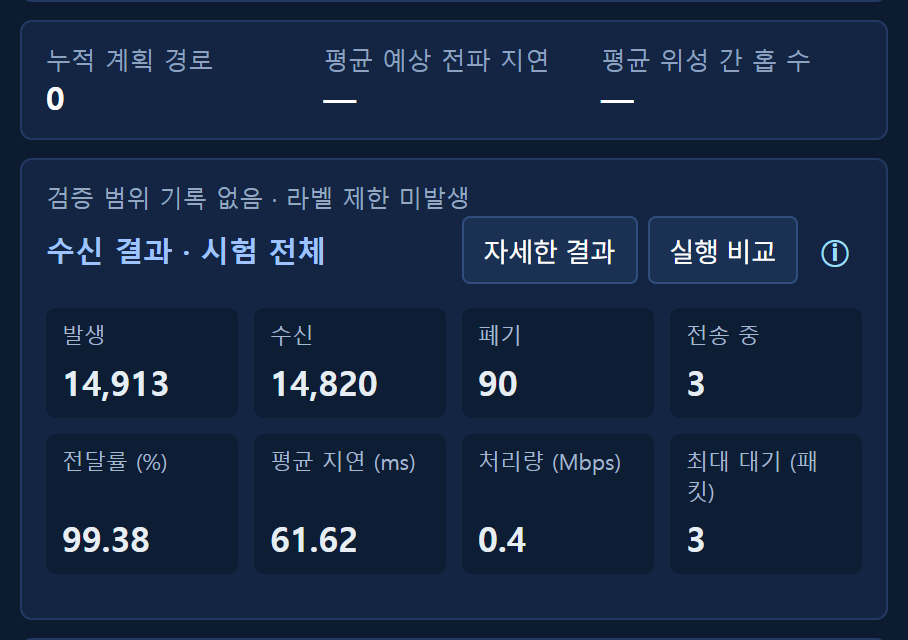 누적 계획 경로
평균 예상 전파 지연
평균 위성 간 홉 수
0
—
—
검증 범위 기록 없음 · 라벨 제한 미발생
수신 결과 · 시험 전체
자세한 결과
실행 비교
ⓘ
발생
수신
폐기
전송 중
14,913
14,820
90
3
전달률 (%)
평균 지연 (ms)
처리량 (Mbps)
최대 대기 (패
킷)
99.38
61.62
0.4
3